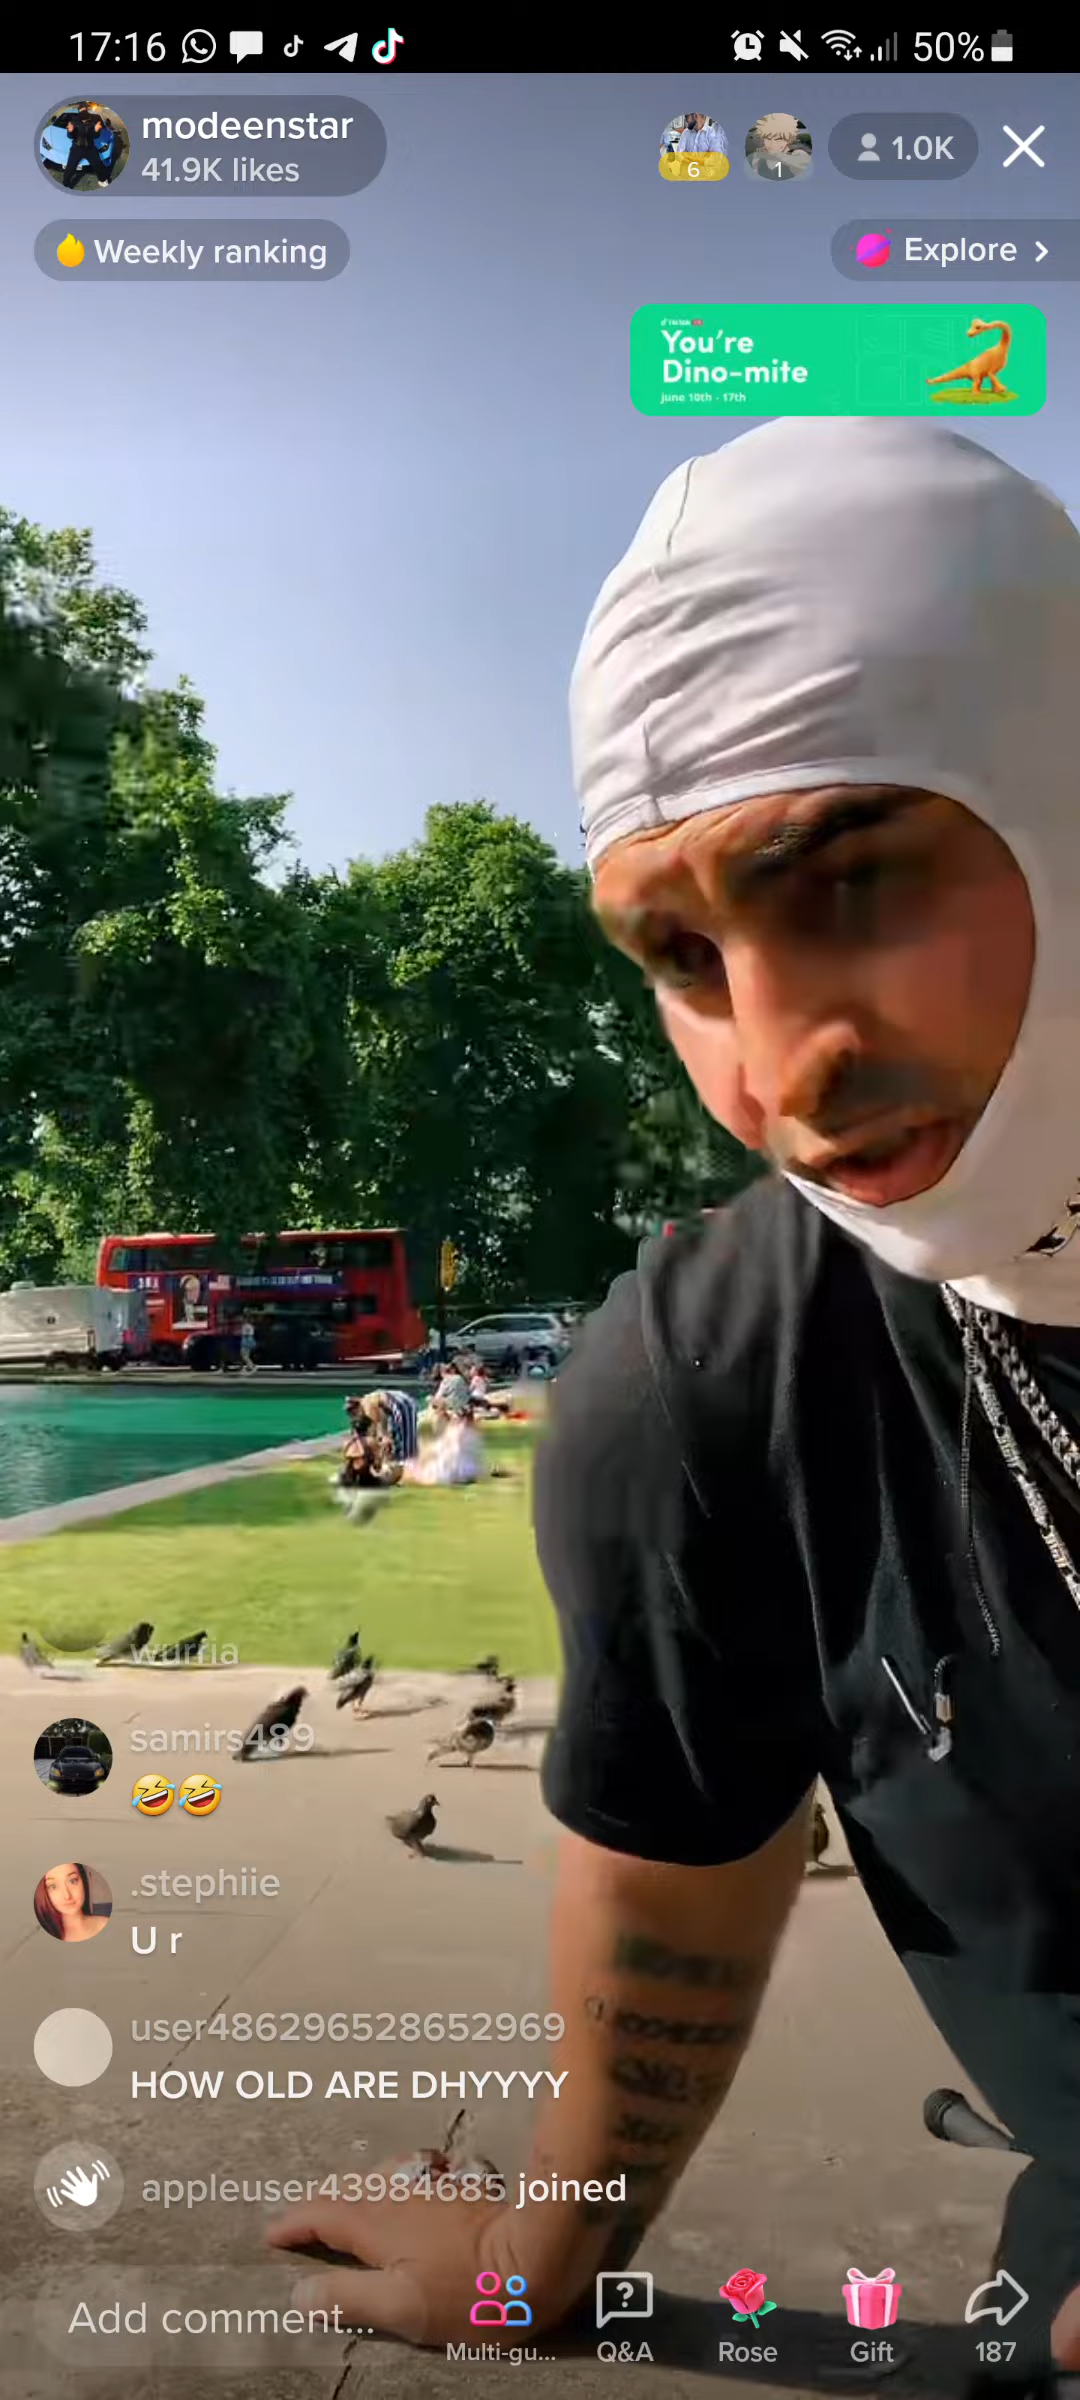 17:16
50%
modeenstar
41.9K likes
6
1
1.0K
Weekly ranking
Explore
You're
Dino-mite
June 10th - 17th
wurria
samirs489
🤣🤣
.stephiie
U r
user486296528652969
HOW OLD ARE DHYYYY
appleuser43984685 joined
Add comment...
Multi-gu...
Q&A
Rose
Gift
187